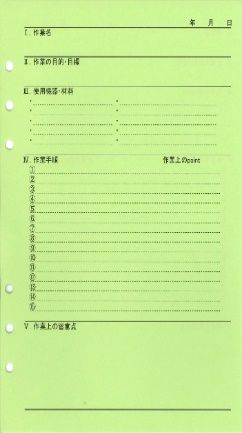 年 月 日
Ⅰ. 作業名
Ⅱ. 作業の目的・目標
Ⅲ. 使用機器・材料
Ⅳ. 作業手順 作業上のpoint
①
②
③
④
⑤
⑥
⑦
⑧
⑨
⑩
⑪
⑫
⑬
⑭
⑮
Ⅴ. 作業上の留意点